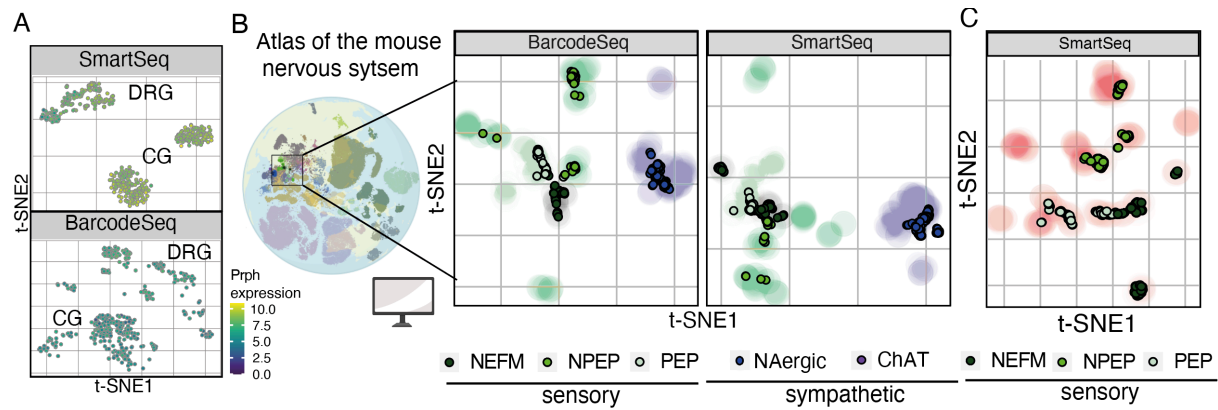 A
SmartSeq
DRG
CG
BarcodeSeq
DRG
CG
t-SNE2
t-SNE1
Prph
expression
10.0
7.5
5.0
2.5
0.0
B
Atlas of the mouse
nervous sytsem
BarcodeSeq
SmartSeq
t-SNE2
t-SNE1
NEFM NPEP PEP
sensory
NAergic ChAT
sympathetic
C
SmartSeq
t-SNE2
t-SNE1
NEFM NPEP PEP
sensory